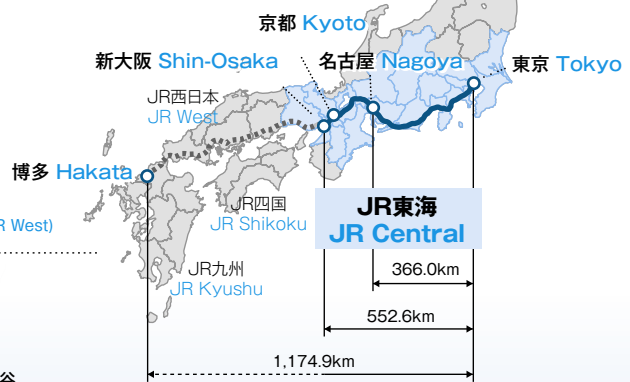 京都 Kyoto
新大阪 Shin-Osaka
名古屋 Nagoya
東京 Tokyo
JR西日本
JR West
博多 Hakata
JR四国
JR Shikoku
R West)
JR東海
JR Central
JR九州
JR Kyushu
366.0km
552.6km
1,174.9km
谷